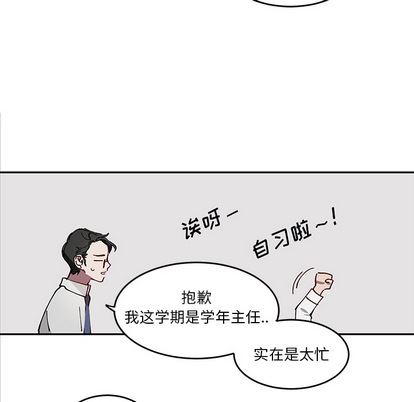 诶呀－
自习啦～！
抱歉
我这学期是学年主任..
实在是太忙